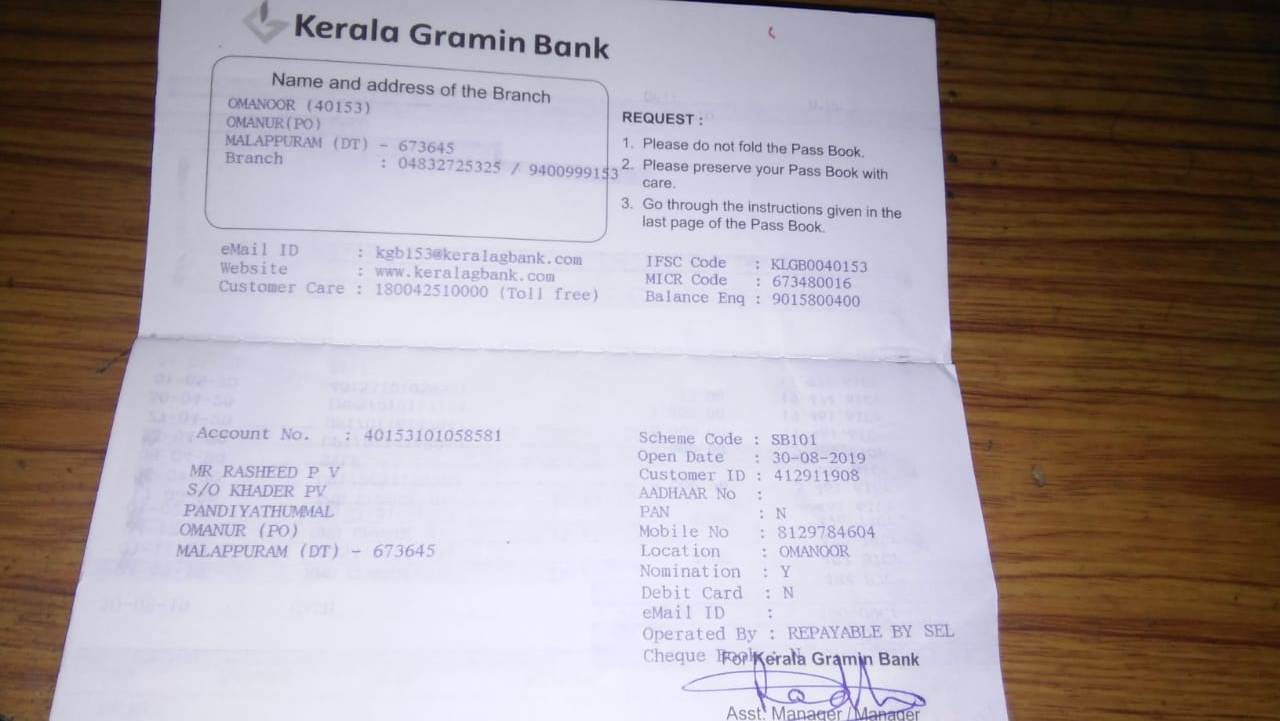 Kerala Gramin Bank
Name and address of the Branch
OMANOOR (40153)
OMANUR(PO)
MALAPPURAM (DT) - 673645
Branch : 04832725325 / 9400999153
REQUEST :
1. Please do not fold the Pass Book.
2. Please preserve your Pass Book with
care.
3. Go through the instructions given in the
last page of the Pass Book.
eMail ID : kgb153@keralagbank.com
Website : www.keralagbank.com
Customer Care : 180042510000 (Toll free)
IFSC Code : KLGB0040153
MICR Code : 673480016
Balance Enq : 9015800400
Account No. : 40153101058581
MR RASHEED P V
S/O KHADER PV
PANDIYATHUMMAL
OMANUR (PO)
MALAPPURAM (DT) - 673645
Scheme Code : SB101
Open Date : 30-08-2019
Customer ID : 412911908
AADHAAR No :
PAN : N
Mobile No : 8129784604
Location : OMANOOR
Nomination : Y
Debit Card : N
eMail ID :
Operated By : REPAYABLE BY SEL
Cheque Book : N
For Kerala Gramin Bank
Asst. Manager / Manager